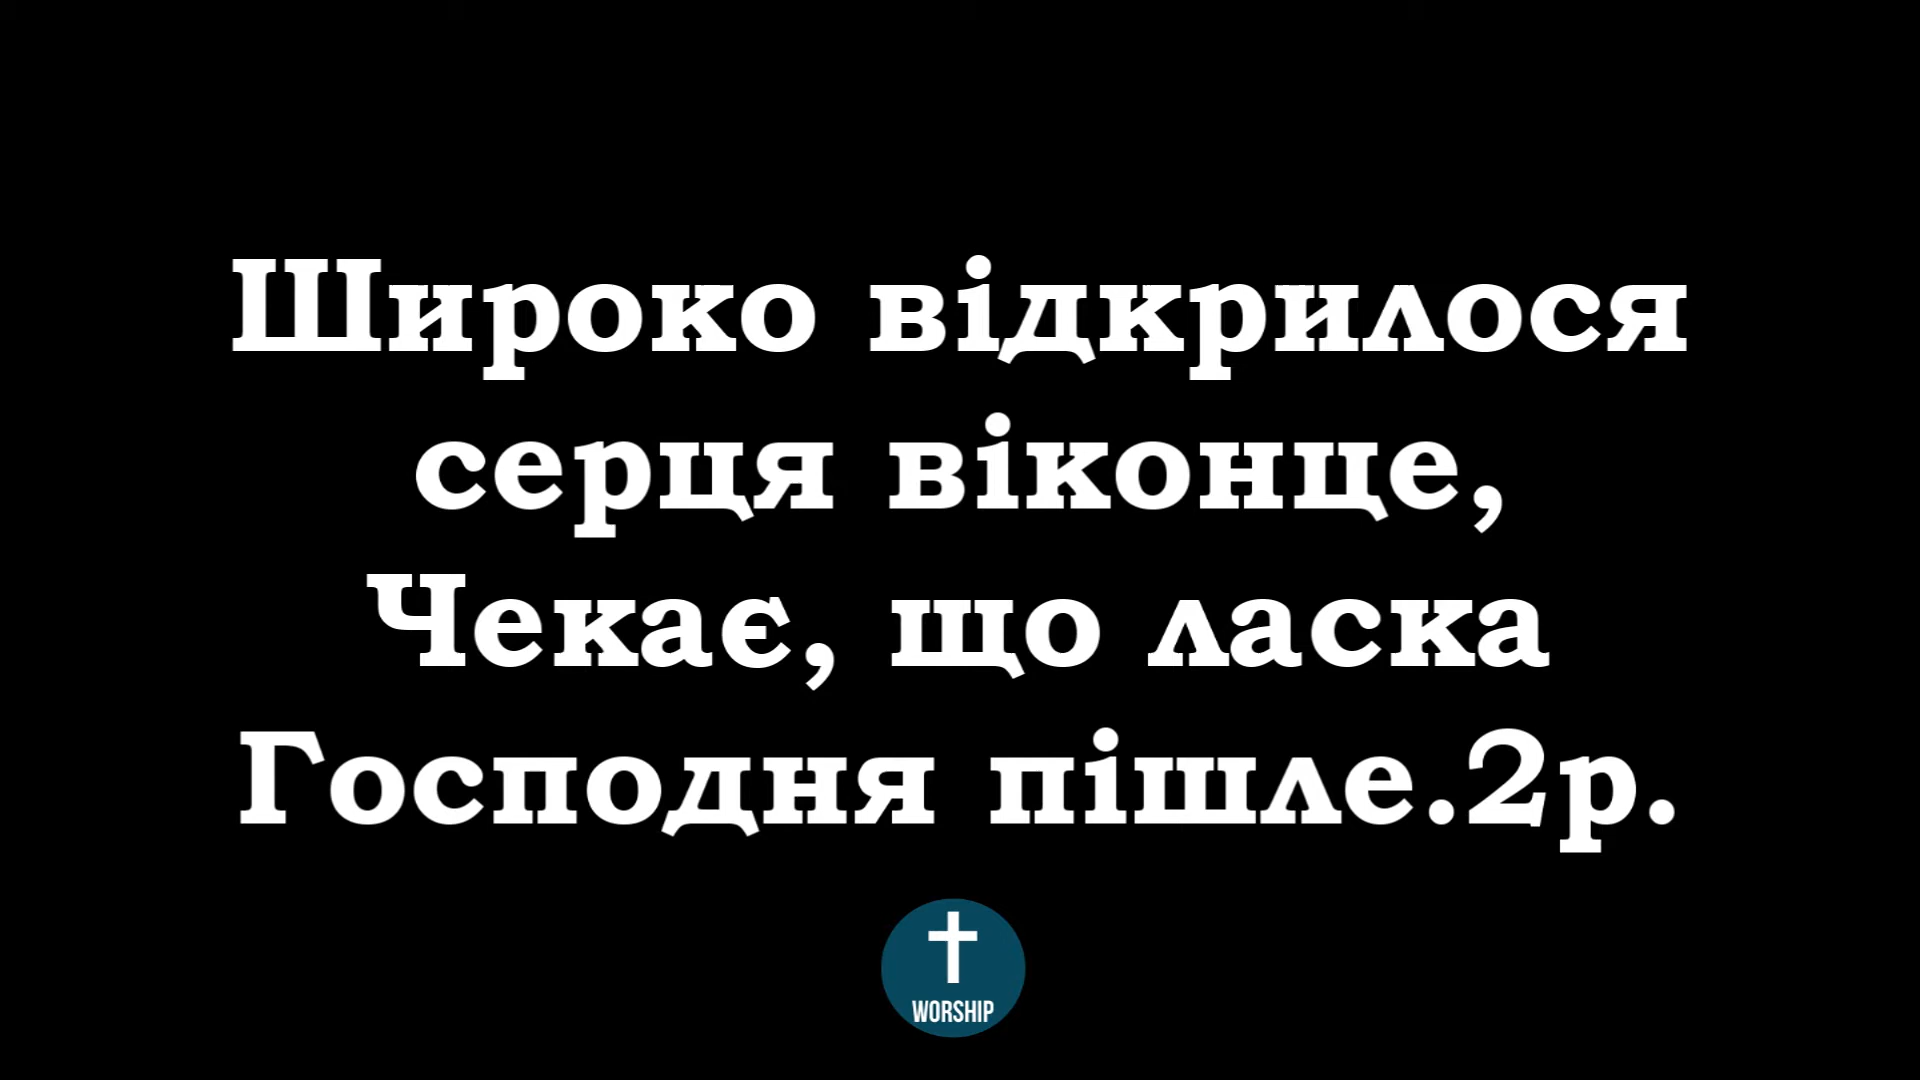 Широко відкрилося
серця віконце,
Чекає, що ласка
Господня пішле.2р.
WORSHIP